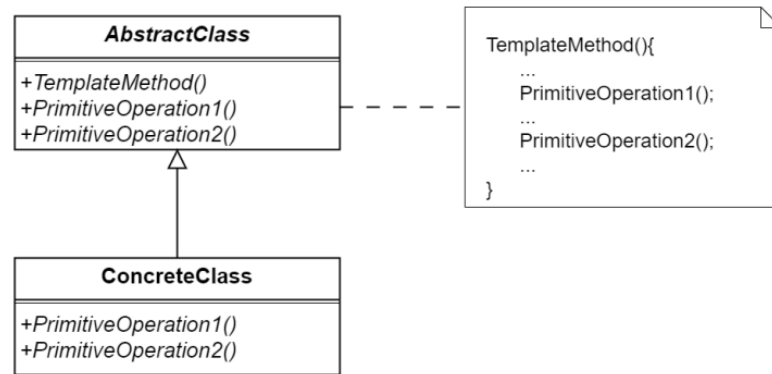 AbstractClass
+TemplateMethod()
+PrimitiveOperation1()
+PrimitiveOperation2()
TemplateMethod(){
...
PrimitiveOperation1();
...
PrimitiveOperation2();
...
}
ConcreteClass
+PrimitiveOperation1()
+PrimitiveOperation2()